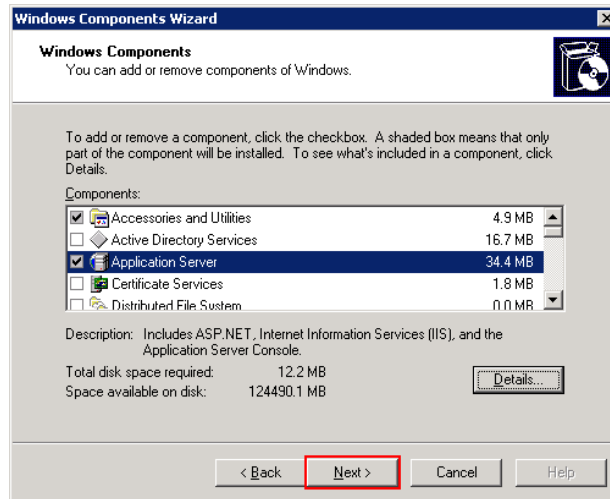 Windows Components Wizard
Windows Components
You can add or remove components of Windows.
To add or remove a component, click the checkbox. A shaded box means that only
part of the component will be installed. To see what's included in a component, click
Details.
Components:
Accessories and Utilities 4.9 MB
Active Directory Services 16.7 MB
Application Server 34.4 MB
Certificate Services 1.8 MB
Distributed File System 0.0 MB
Description: Includes ASP.NET, Internet Information Services (IIS), and the
Application Server Console.
Total disk space required: 12.2 MB
Space available on disk: 124490.1 MB
Details...
< Back Next > Cancel Help